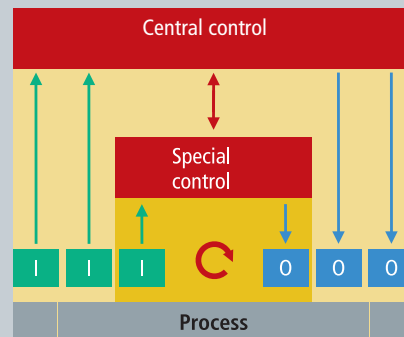 Central control
Special
control
I I I O O O
Process